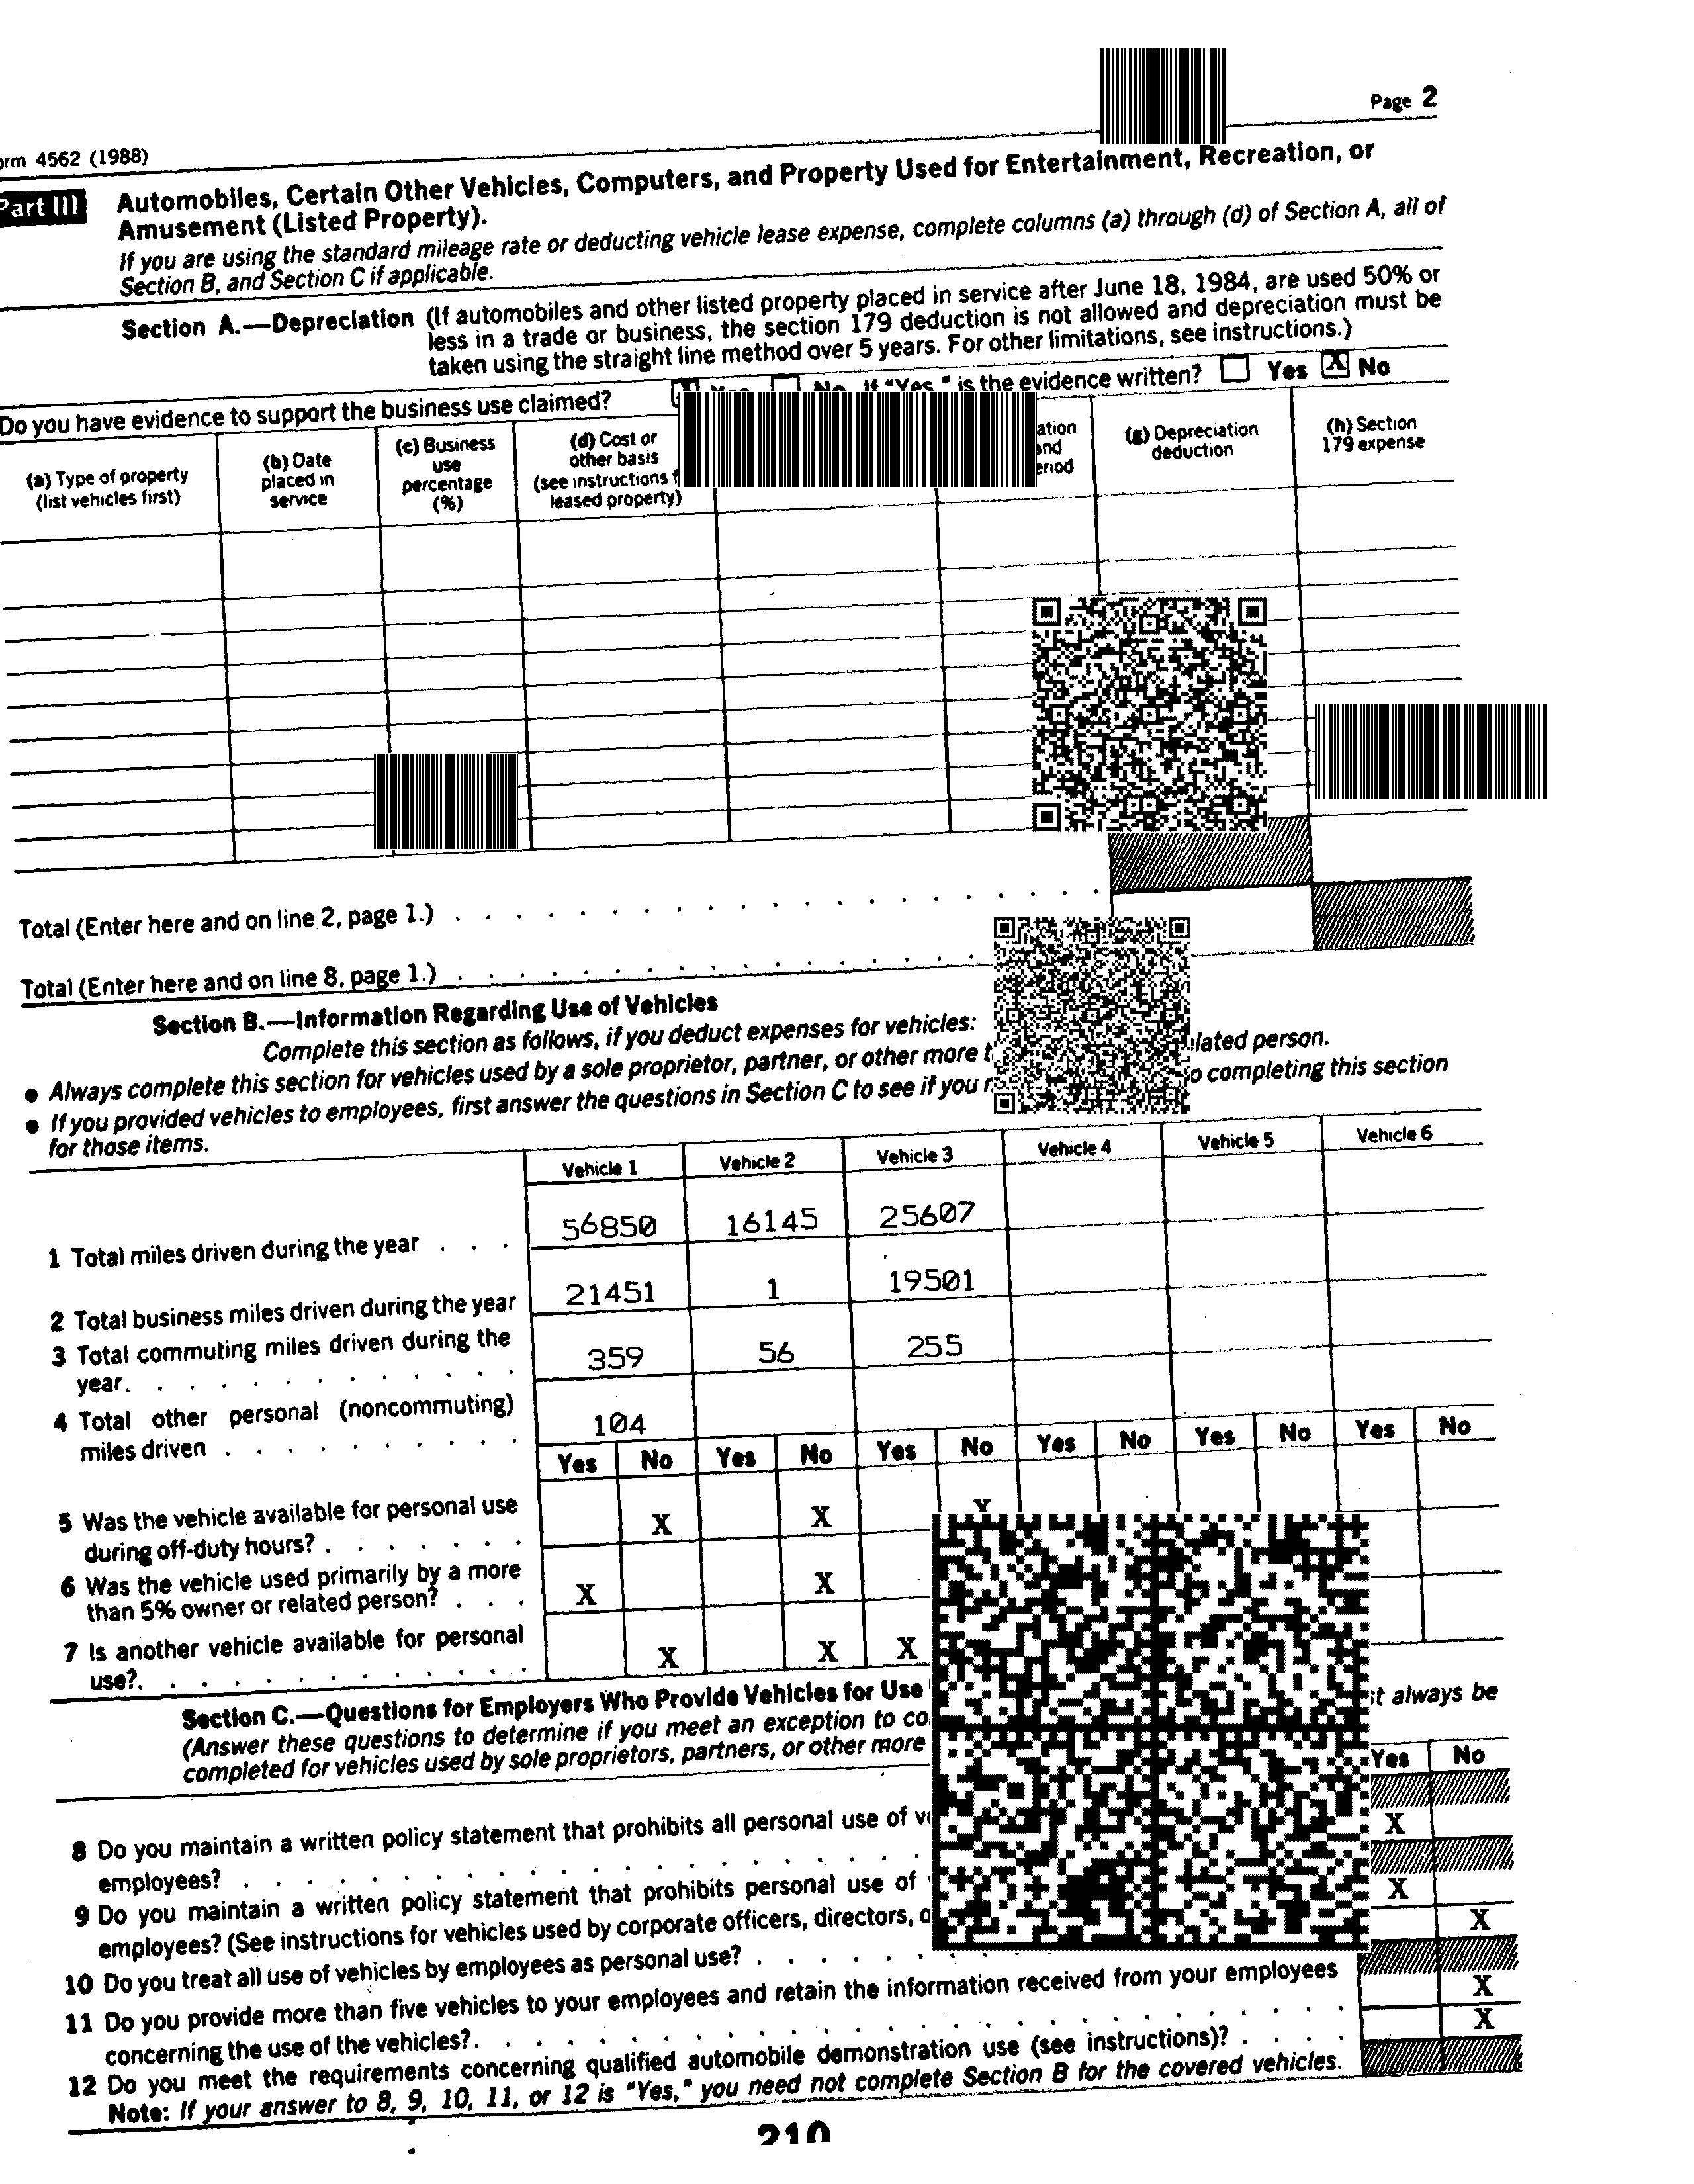 Page 2
orm 4562 (1988)
Part III
Automobiles, Certain Other Vehicles, Computers, and Property Used for Entertainment, Recreation, or
Amusement (Listed Property).
If you are using the standard mileage rate or deducting vehicle lease expense, complete columns (a) through (d) of Section A, all of
Section B, and Section C if applicable.
Section A.—Depreciation (If automobiles and other listed property placed in service after June 18, 1984, are used 50% or
less in a trade or business, the section 179 deduction is not allowed and depreciation must be
taken using the straight line method over 5 years. For other limitations, see instructions.)
Do you have evidence to support the business use claimed? X Yes No If "Yes," is the evidence written? Yes X No
(a) Type of property
(list vehicles first)
(b) Date
placed in
service
(c) Business
use
percentage
(%)
(d) Cost or
other basis
(see instructions
leased property)
(g) Depreciation
deduction
(h) Section
179 expense
Total (Enter here and on line 2, page 1.)
Total (Enter here and on line 8, page 1.)
Section B.—Information Regarding Use of Vehicles
Complete this section as follows, if you deduct expenses for vehicles:
● Always complete this section for vehicles used by a sole proprietor, partner, or other more person.
● If you provided vehicles to employees, first answer the questions in Section C to see if you completing this section
for those items.
Vehicle 1 Vehicle 2 Vehicle 3 Vehicle 4 Vehicle 5 Vehicle 6
1 Total miles driven during the year . . . 56850 16145 25607
2 Total business miles driven during the year 21451 1 19501
3 Total commuting miles driven during the
year. . . . . . . . . . . . . 359 56 255
4 Total other personal (noncommuting)
miles driven . . . . . . . . . . 104
Yes No Yes No Yes No Yes No Yes No Yes No
5 Was the vehicle available for personal use
during off-duty hours? . . . . . . . X X X
6 Was the vehicle used primarily by a more
than 5% owner or related person? . . . X X
7 Is another vehicle available for personal
use?. . . . . . . . . . . . X X X
Section C.—Questions for Employers Who Provide Vehicles for Use
(Answer these questions to determine if you meet an exception to always be
completed for vehicles used by sole proprietors, partners, or other more
Yes No
8 Do you maintain a written policy statement that prohibits all personal use of
employees? X
9 Do you maintain a written policy statement that prohibits personal use of
employees? (See instructions for vehicles used by corporate officers, directors, X
10 Do you treat all use of vehicles by employees as personal use? X
11 Do you provide more than five vehicles to your employees and retain the information received from your employees
concerning the use of the vehicles?. X
12 Do you meet the requirements concerning qualified automobile demonstration use (see instructions)? X
Note: If your answer to 8, 9, 10, 11, or 12 is "Yes," you need not complete Section B for the covered vehicles.
210